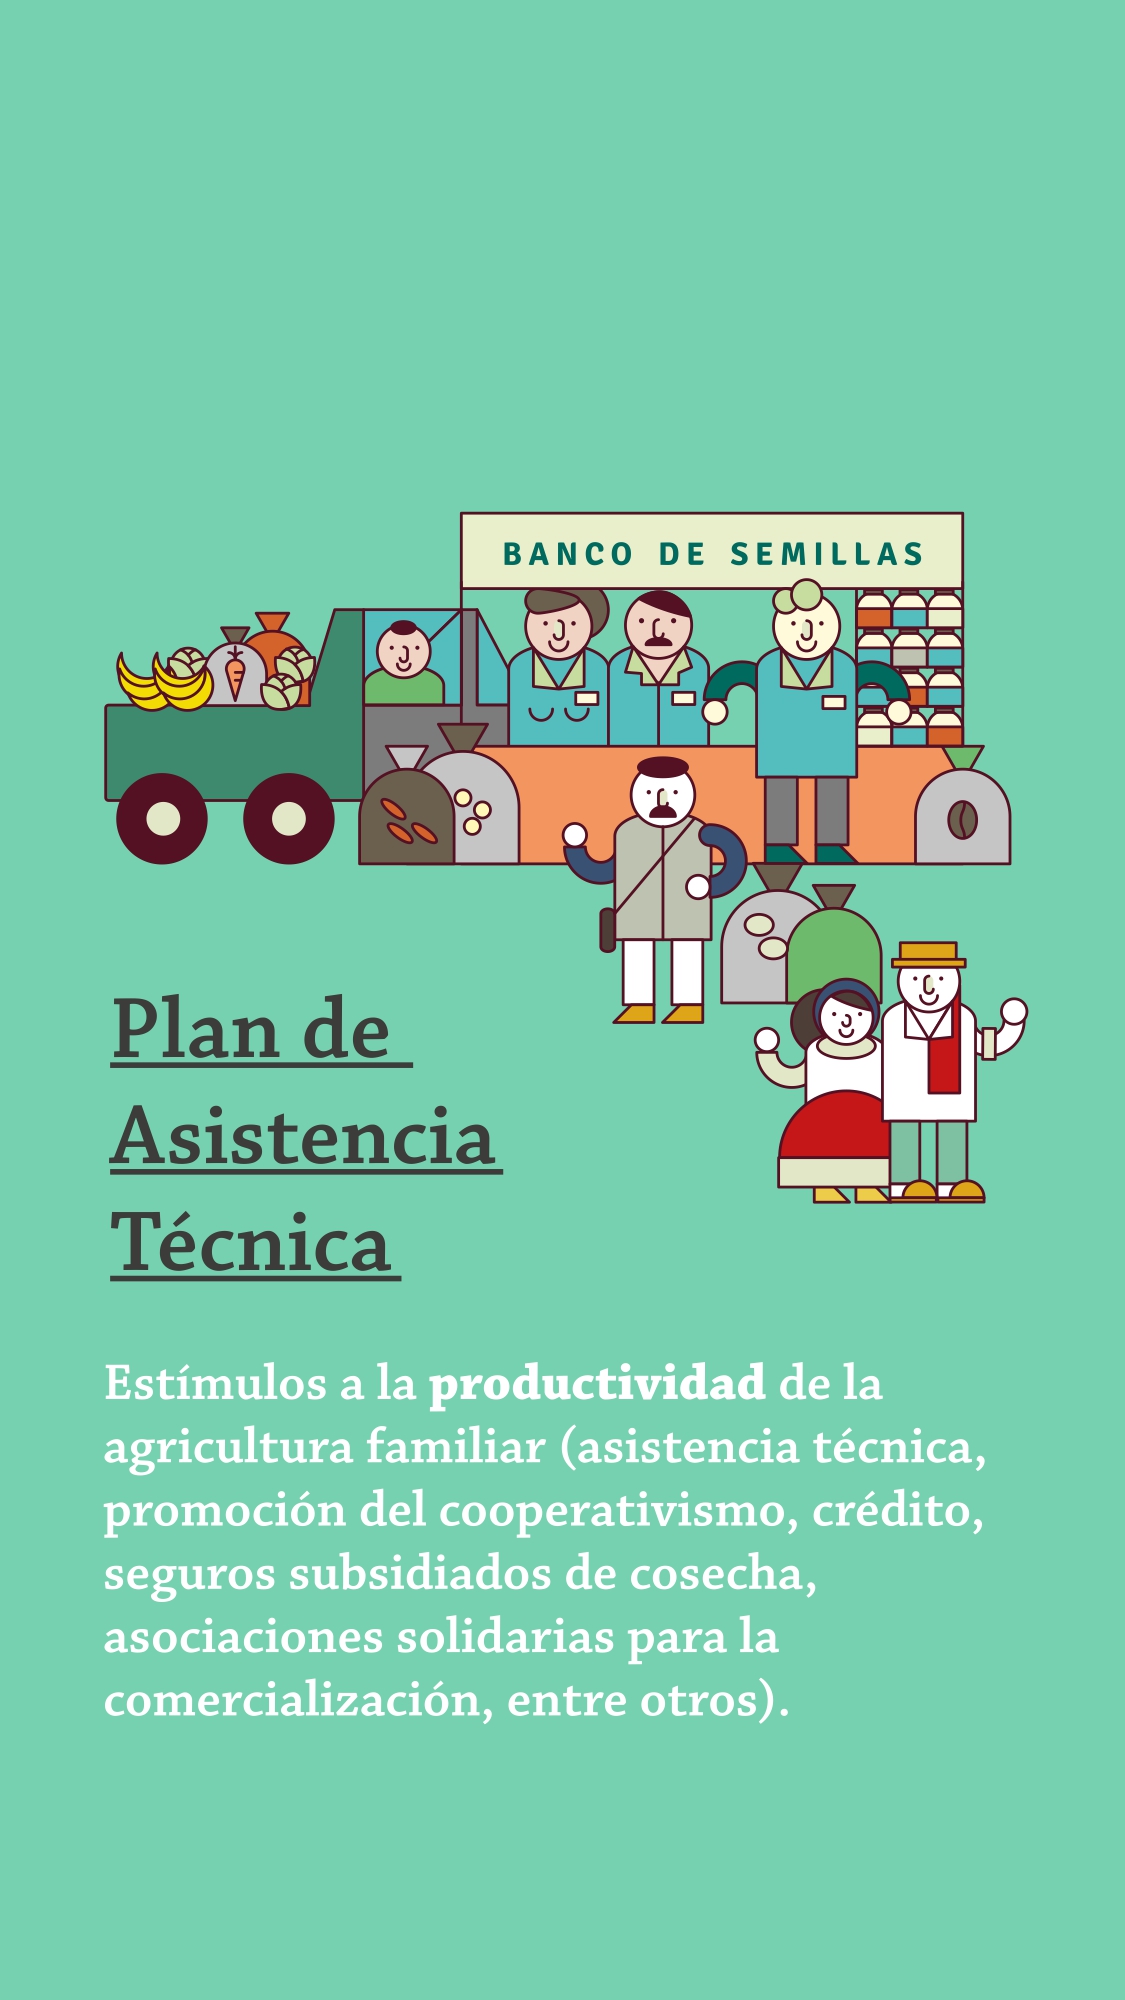 BANCO DE SEMILLAS
Plan de
Asistencia
Técnica
Estímulos a la productividad de la
agricultura familiar (asistencia técnica,
promoción del cooperativismo, crédito,
seguros subsidiados de cosecha,
asociaciones solidarias para la
comercialización, entre otros).